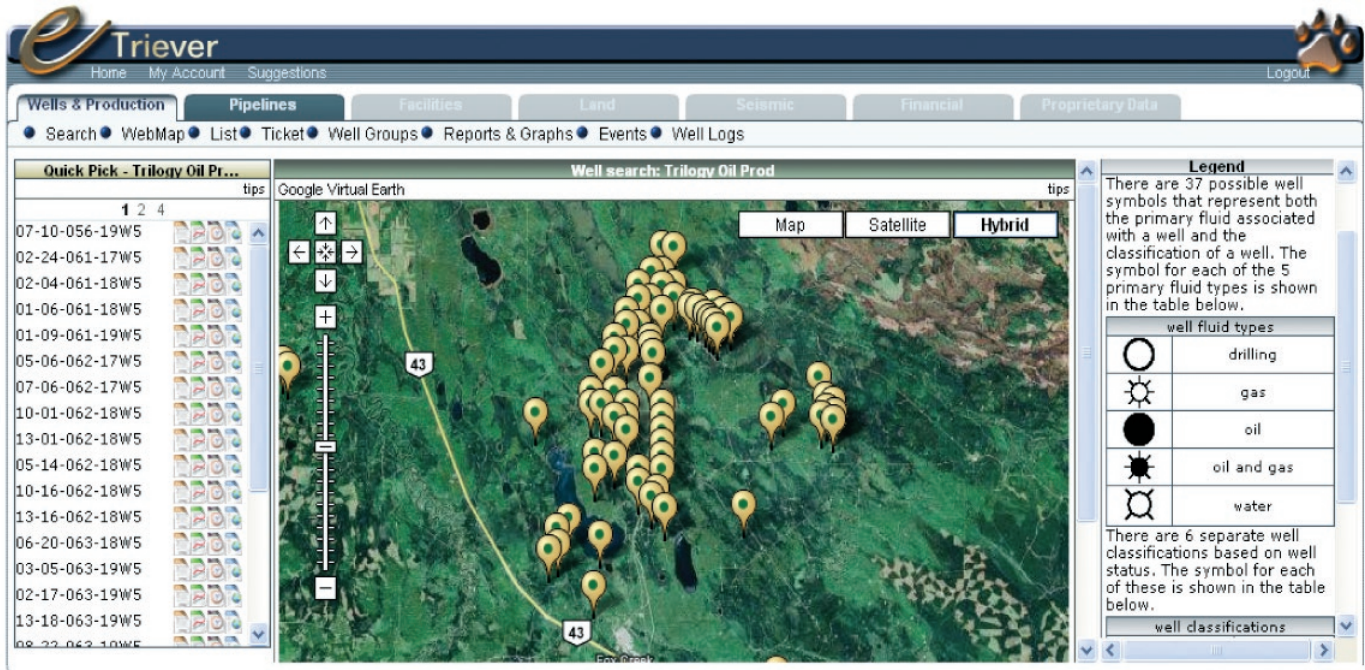 eTriever
Home My Account Suggestions Logout
Wells & Production Pipelines Facilities Land Seismic Financial Proprietary Data
Search WebMap List Ticket Well Groups Reports & Graphs Events Well Logs
Quick Pick - Trilogy Oil Pr...
tips
1 2 4
07-10-056-19W5
02-24-061-17W5
02-04-061-18W5
01-06-061-18W5
01-09-061-19W5
05-06-062-17W5
07-06-062-17W5
10-01-062-18W5
13-01-062-18W5
05-14-062-18W5
10-16-062-18W5
13-16-062-18W5
06-20-063-18W5
03-05-063-19W5
02-17-063-19W5
13-18-063-19W5
08-22-063-19W5
Well search: Trilogy Oil Prod
Google Virtual Earth tips
Map Satellite Hybrid
43
43
Fox Creek
Legend
There are 37 possible well
symbols that represent both
the primary fluid associated
with a well and the
classification of a well. The
symbol for each of the 5
primary fluid types is shown
in the table below.
well fluid types
drilling
gas
oil
oil and gas
water
There are 6 separate well
classifications based on well
status. The symbol for each
of these is shown in the table
below.
well classifications